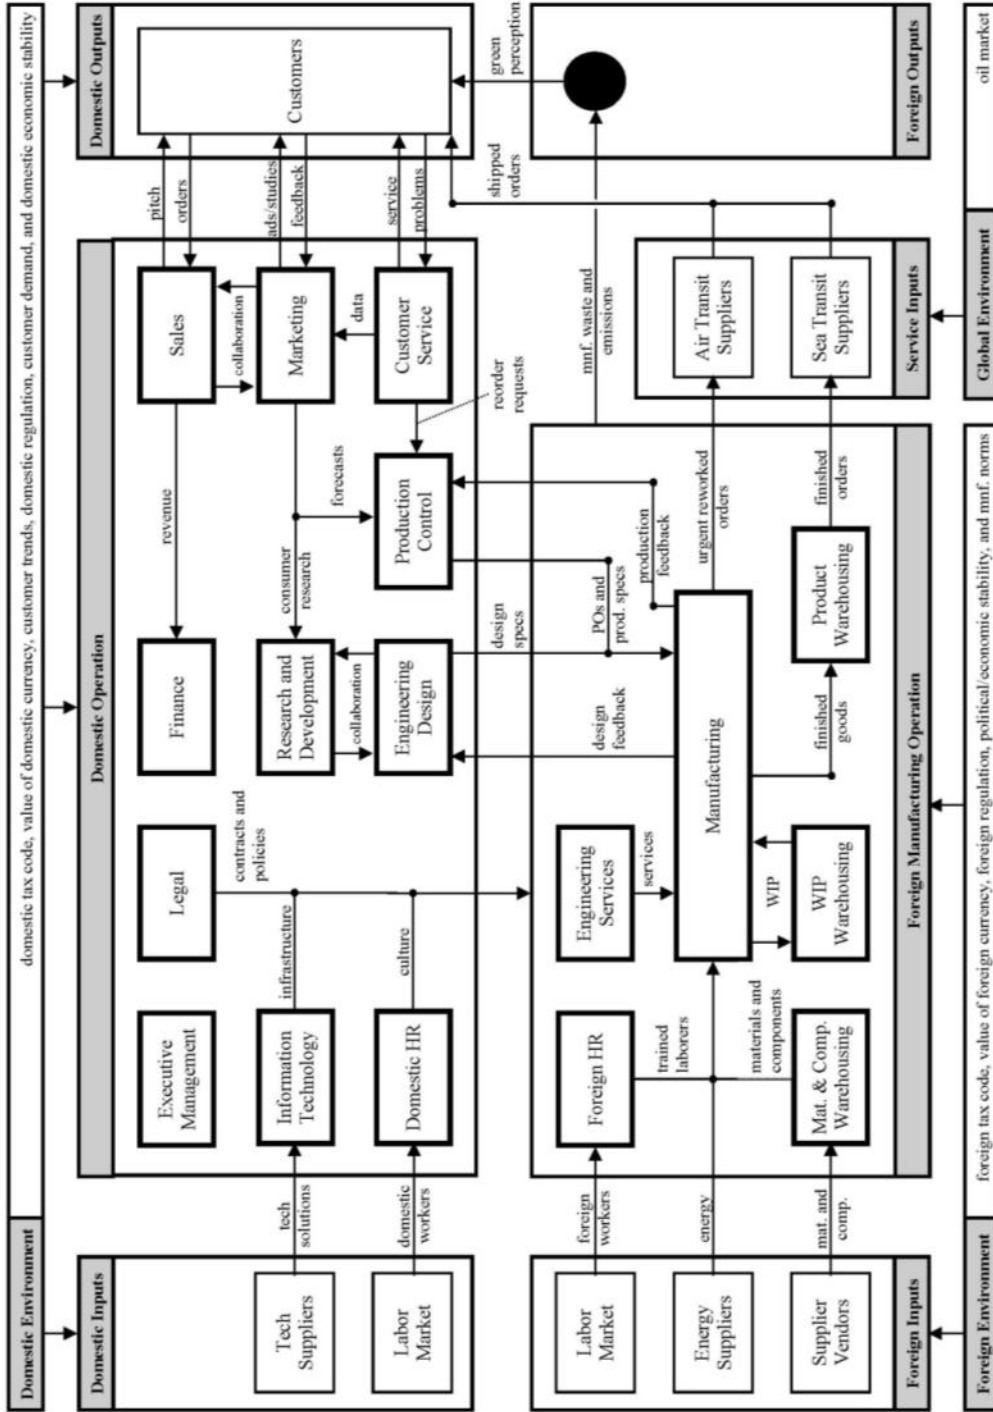 Domestic Environment
domestic tax code, value of domestic currency, customer trends, domestic regulation, customer demand, and domestic economic stability
Domestic Inputs
Domestic Operation
Domestic Outputs
Tech
Suppliers
Labor
Market
tech
solutions
domestic
workers
Executive
Management
Information
Technology
Domestic HR
infrastructure
culture
Legal
contracts and
policies
Finance
Research and
Development
collaboration
Engineering
Design
revenue
consumer
research
forecasts
Production
Control
reorder
requests
Sales
collaboration
Marketing
data
Customer
Service
pitch
orders
ads/studies
feedback
service
problems
Customers
design
feedback
design
specs
POs and
prod. specs
production
feedback
shipped
orders
green
perception
Labor
Market
Energy
Suppliers
Supplier
Vendors
foreign
workers
energy
mat. and
comp.
Foreign HR
trained
laborers
materials and
components
Mat. & Comp.
Warehousing
Engineering
Services
services
Manufacturing
WIP
WIP
Warehousing
finished
goods
Product
Warehousing
urgent reworked
orders
finished
orders
mnf. waste and
emissions
Air Transit
Suppliers
Sea Transit
Suppliers
Foreign Inputs
Foreign Manufacturing Operation
Service Inputs
Foreign Outputs
Foreign Environment
foreign tax code, value of foreign currency, foreign regulation, political/economic stability, and mnf. norms
Global Environment
oil market